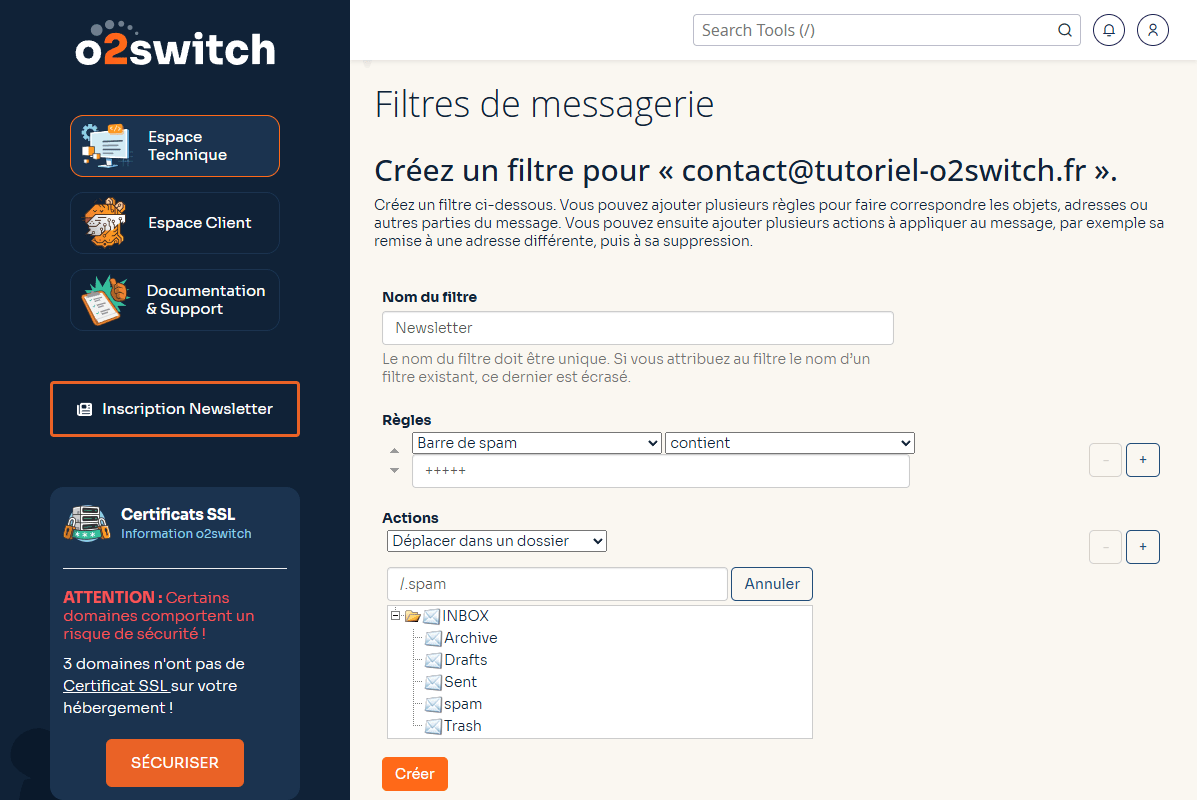 o2switch
Espace
Technique
Espace Client
Documentation
& Support
Inscription Newsletter
Certificats SSL
Information o2switch
ATTENTION : Certains
domaines comportent un
risque de sécurité !
3 domaines n'ont pas de
Certificat SSL sur votre
hébergement !
SÉCURISER
Search Tools (/)
Filtres de messagerie
Créez un filtre pour « contact@tutoriel-o2switch.fr ».
Créez un filtre ci-dessous. Vous pouvez ajouter plusieurs règles pour faire correspondre les objets, adresses ou
autres parties du message. Vous pouvez ensuite ajouter plusieurs actions à appliquer au message, par exemple sa
remise à une adresse différente, puis à sa suppression.
Nom du filtre
Newsletter
Le nom du filtre doit être unique. Si vous attribuez au filtre le nom d’un
filtre existant, ce dernier est écrasé.
Règles
Barre de spam contient
+++++
- +
Actions
Déplacer dans un dossier
- +
/.spam Annuler
INBOX
Archive
Drafts
Sent
spam
Trash
Créer